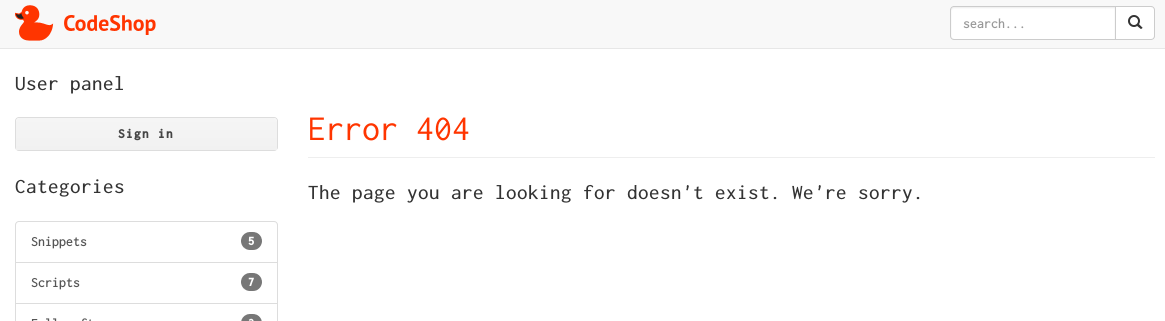 CodeShop
search...
User panel
Sign in
Error 404
Categories
The page you are looking for doesn't exist. We're sorry.
Snippets 5
Scripts 7